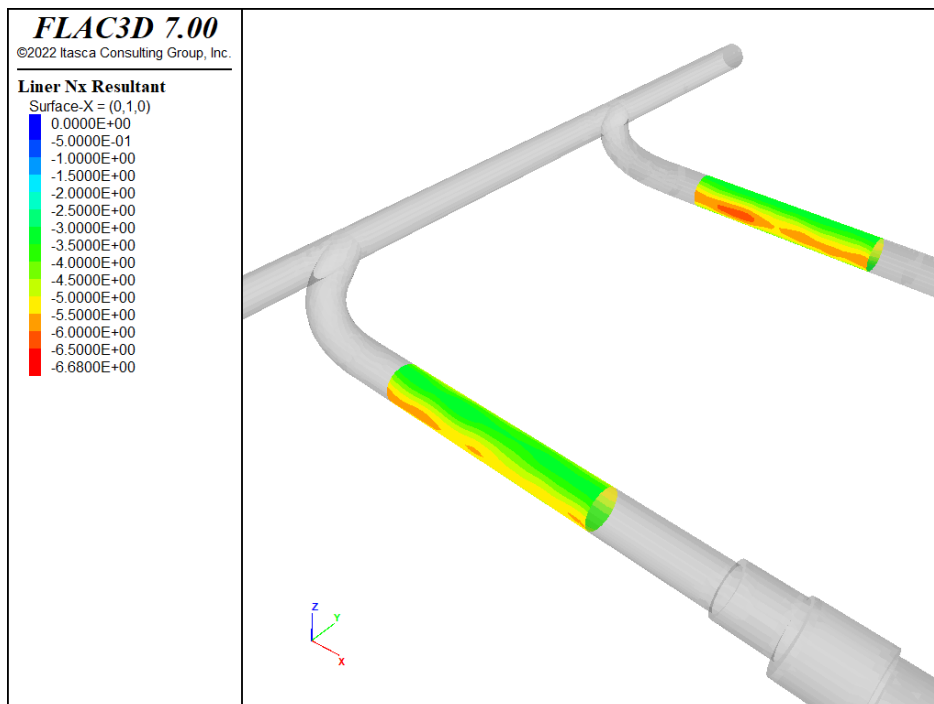 FLAC3D 7.00
©2022 Itasca Consulting Group, Inc.
Liner Nx Resultant
Surface-X = (0,1,0)
0.0000E+00
-5.0000E-01
-1.0000E+00
-1.5000E+00
-2.0000E+00
-2.5000E+00
-3.0000E+00
-3.5000E+00
-4.0000E+00
-4.5000E+00
-5.0000E+00
-5.5000E+00
-6.0000E+00
-6.5000E+00
-6.6800E+00
Z
Y
X